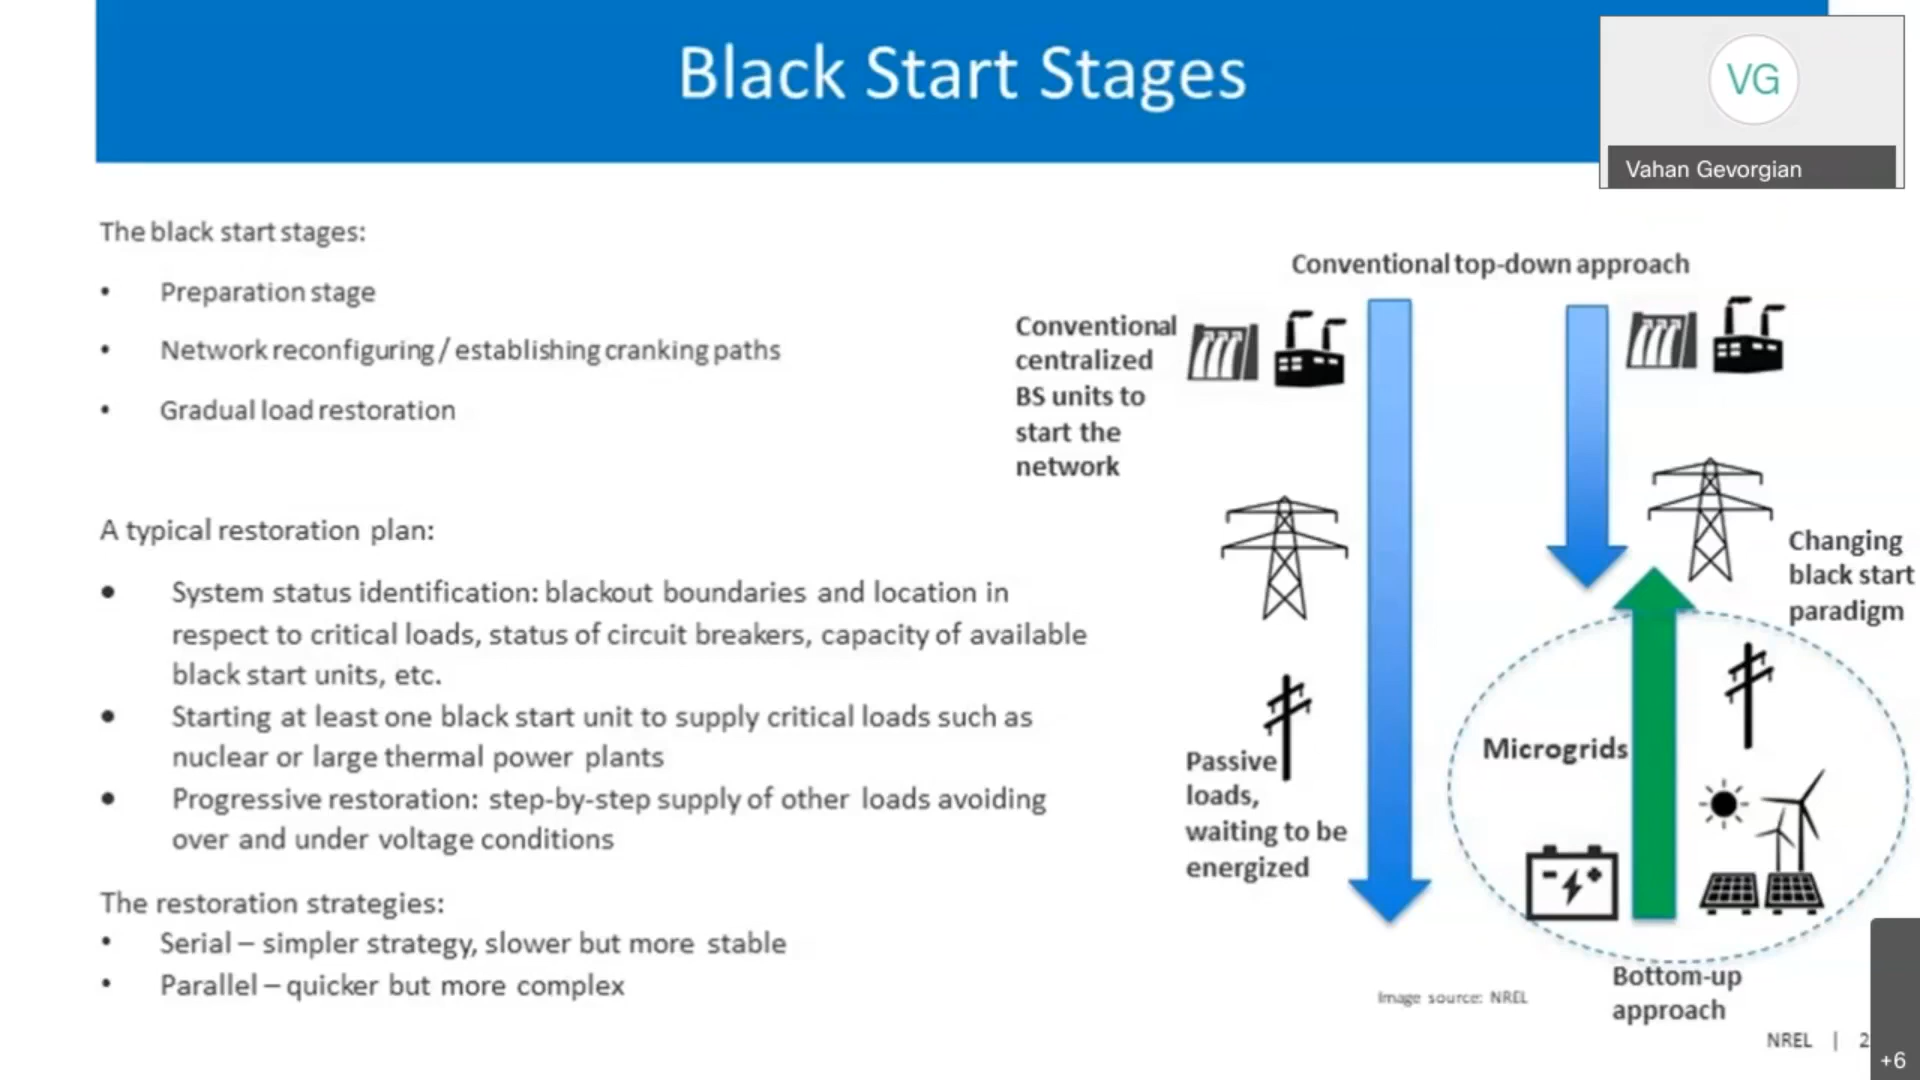 Black Start Stages
VG
Vahan Gevorgian
The black start stages:
• Preparation stage
• Network reconfiguring / establishing cranking paths
• Gradual load restoration
A typical restoration plan:
• System status identification: blackout boundaries and location in
respect to critical loads, status of circuit breakers, capacity of available
black start units, etc.
• Starting at least one black start unit to supply critical loads such as
nuclear or large thermal power plants
• Progressive restoration: step-by-step supply of other loads avoiding
over and under voltage conditions
The restoration strategies:
• Serial – simpler strategy, slower but more stable
• Parallel – quicker but more complex
Conventional top-down approach
Conventional
centralized
BS units to
start the
network
Passive
loads,
waiting to be
energized
Changing
black start
paradigm
Microgrids
Bottom-up
approach
Image source: NREL
NREL | 2
+6